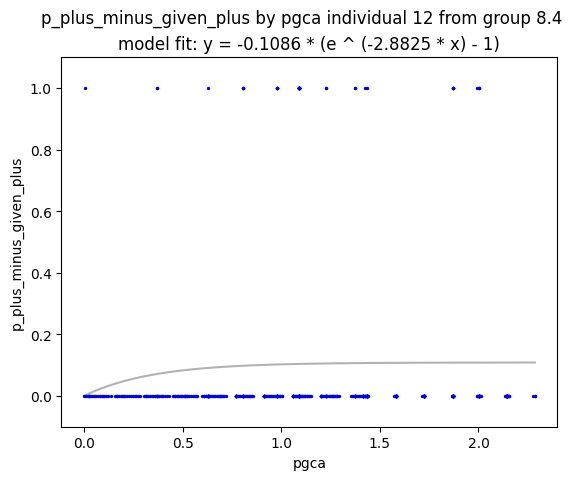 p_plus_minus_given_plus by pgca individual 12 from group 8.4
model fit: y = -0.1086 * (e ^ (-2.8825 * x) - 1)
1.0
0.8
0.6
0.4
0.2
0.0
p_plus_minus_given_plus
0.0 0.5 1.0 1.5 2.0
pgca